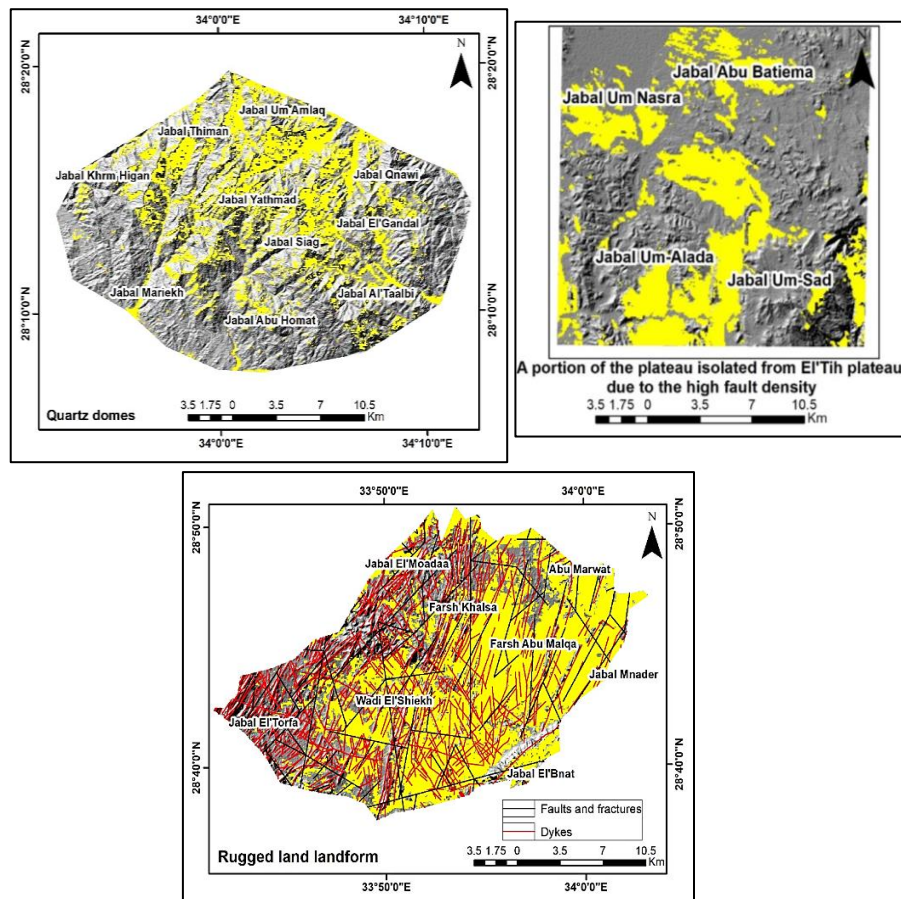 34°0'0"E
34°10'0"E
28°20'0"N
28°20'0"N
N
Jabal Um Amlaq
Jabal Thiman
Jabal Khrm Higan
Jabal Qnawi
Jabal Yathmad
Jabal El'Gandal
Jabal Siag
Jabal Mariekh
Jabal Al'Taalbi
Jabal Abu Homat
28°10'0"N
28°10'0"N
Quartz domes
3.5 1.75 0 3.5 7 10.5
Km
34°0'0"E
34°10'0"E
N
Jabal Abu Batiema
Jabal Um Nasra
Jabal Um-Alada
Jabal Um-Sad
A portion of the plateau isolated from El'Tih plateau
due to the high fault density
3.5 1.75 0 3.5 7 10.5
Km
33°50'0"E
34°0'0"E
28°50'0"N
28°50'0"N
N
Jabal El'Moadaa
Abu Marwat
Farsh Khalsa
Farsh Abu Malqa
Jabal Mnader
Wadi El'Shiekh
Jabal El'Torfa
28°40'0"N
28°40'0"N
Jabal El'Bnat
Faults and fractures
Dykes
Rugged land landform
3.5 1.75 0 3.5 7 10.5
Km
33°50'0"E
34°0'0"E